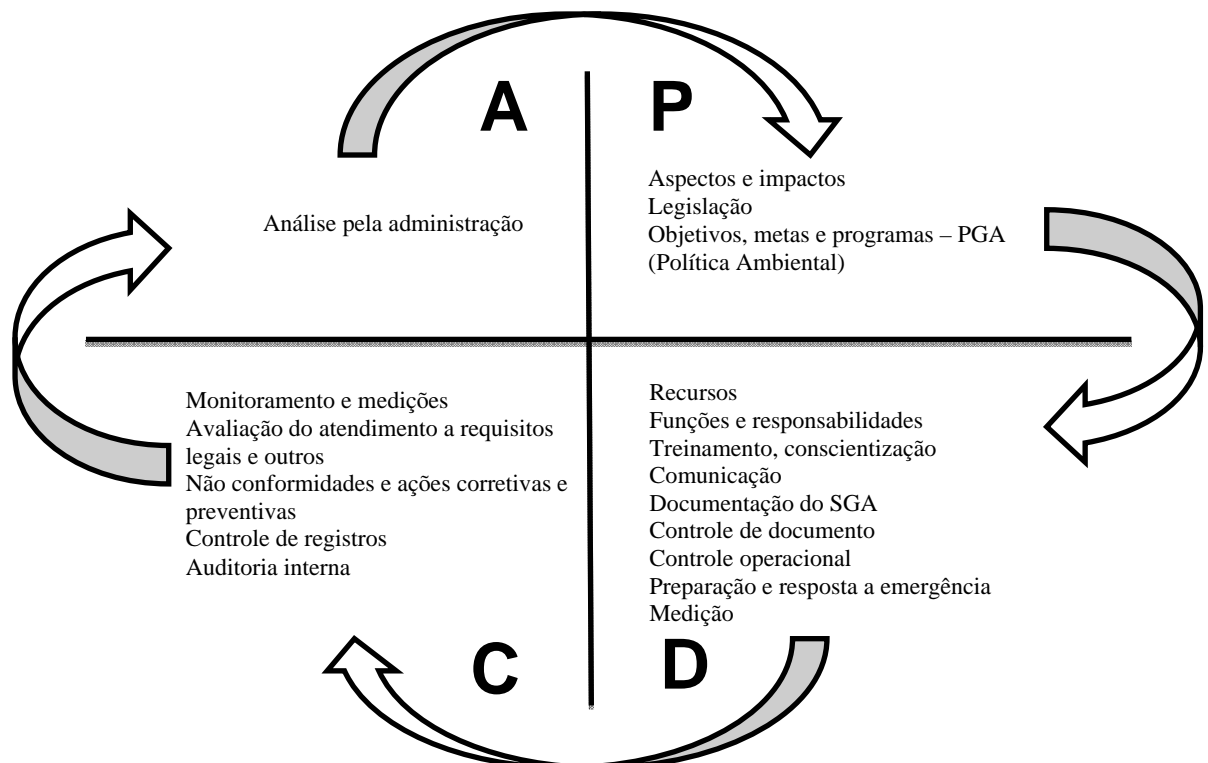 A
P
Análise pela administração
Aspectos e impactos
Legislação
Objetivos, metas e programas – PGA
(Política Ambiental)
Monitoramento e medições
Avaliação do atendimento a requisitos
legais e outros
Não conformidades e ações corretivas e
preventivas
Controle de registros
Auditoria interna
Recursos
Funções e responsabilidades
Treinamento, conscientização
Comunicação
Documentação do SGA
Controle de documento
Controle operacional
Preparação e resposta a emergência
Medição
C
D